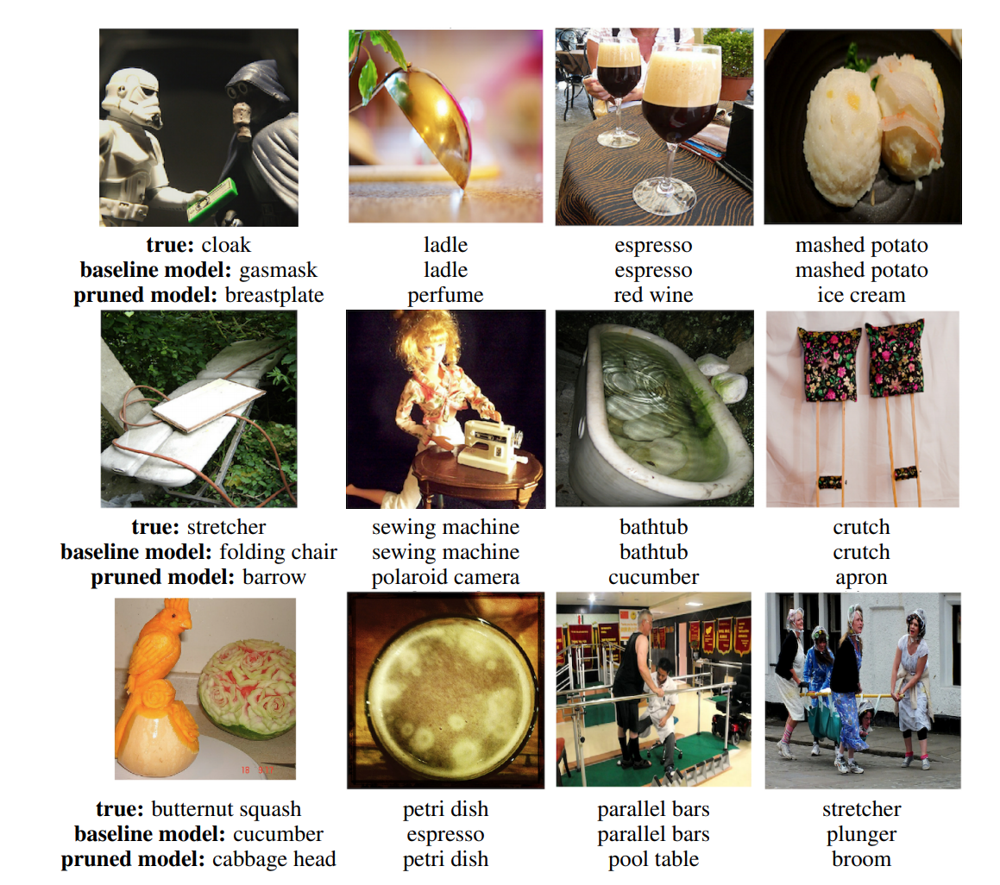 true: cloak
baseline model: gasmask
pruned model: breastplate
ladle
ladle
perfume
espresso
espresso
red wine
mashed potato
mashed potato
ice cream
true: stretcher
baseline model: folding chair
pruned model: barrow
sewing machine
sewing machine
polaroid camera
bathtub
bathtub
cucumber
crutch
crutch
apron
true: butternut squash
baseline model: cucumber
pruned model: cabbage head
petri dish
espresso
petri dish
parallel bars
parallel bars
pool table
stretcher
plunger
broom